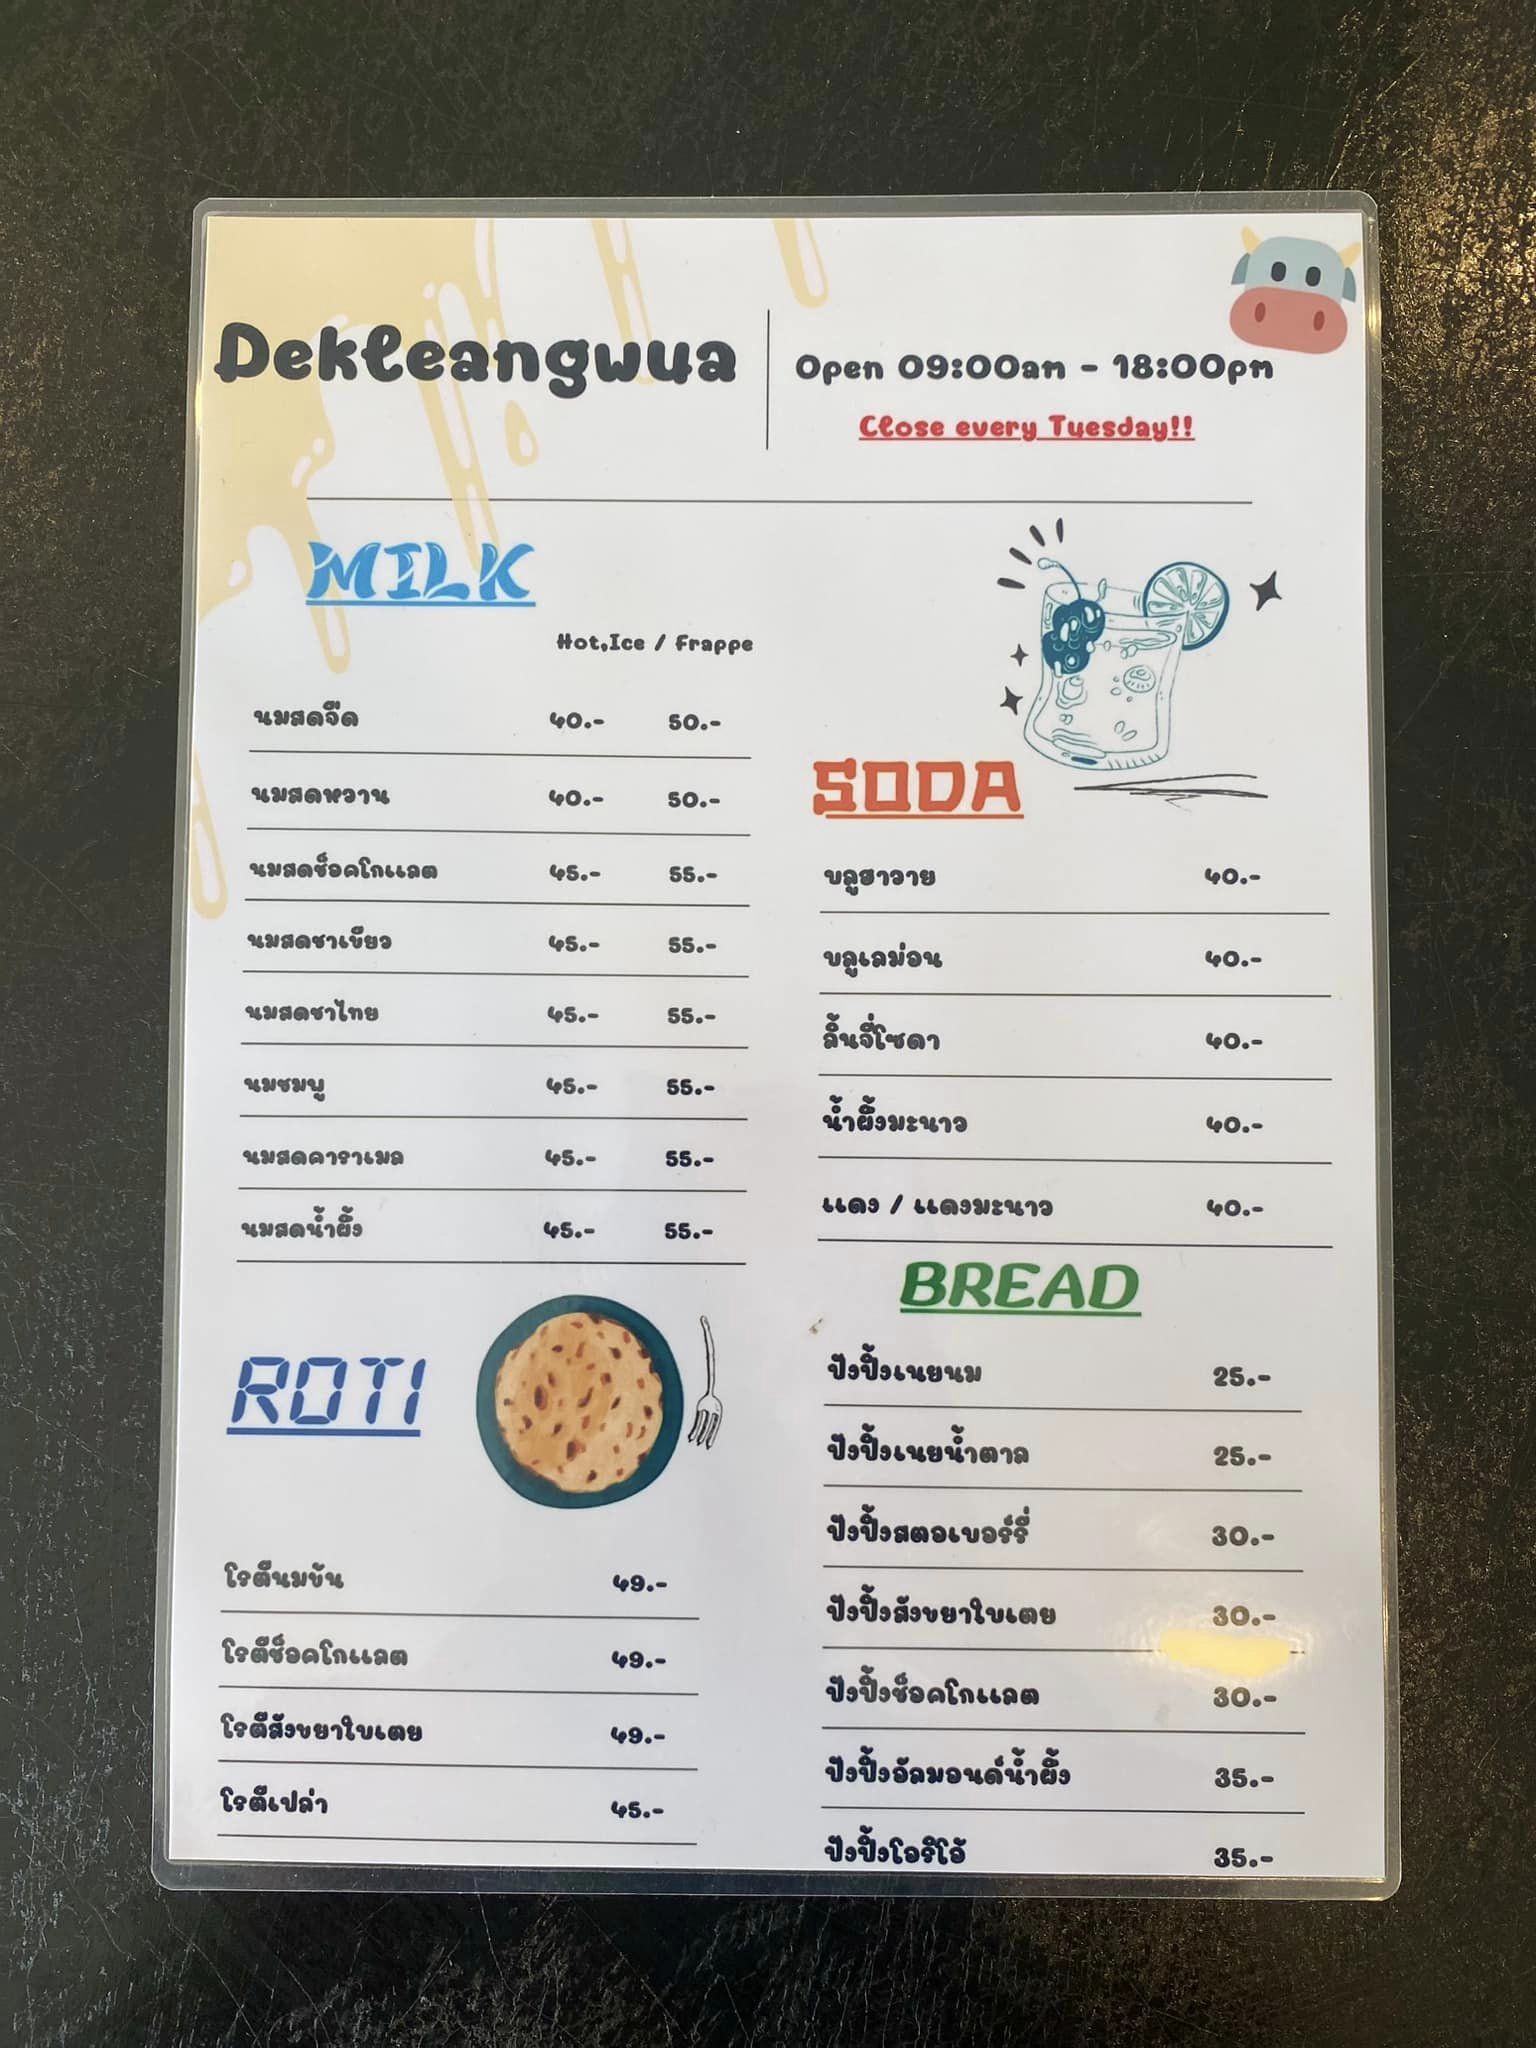 Dekleangwua
Open 09:00am - 18:00pm
Close every Tuesday!!
MILK
Hot,Ice / Frappe
นมสดจืด 40.- 50.-
นมสดหวาน 40.- 50.-
นมสดช็อคโกแลต 45.- 55.-
นมสดชาเขียว 45.- 55.-
นมสดชาไทย 45.- 55.-
นมชมพู 45.- 55.-
นมสดคาราเมล 45.- 55.-
นมสดน้ำผึ้ง 45.- 55.-
ROTI
โรตีนมข้น 49.-
โรตีช็อคโกแลต 49.-
โรตีสังขยาใบเตย 49.-
โรตีเปล่า 45.-
SODA
บลูฮาวาย 40.-
บลูเลม่อน 40.-
ลิ้นจี่โซดา 40.-
น้ำผึ้งมะนาว 40.-
แดง / แดงมะนาว 40.-
BREAD
ปังปิ้งเนยนม 25.-
ปังปิ้งเนยน้ำตาล 25.-
ปังปิ้งสตอเบอร์รี่ 30.-
ปังปิ้งสังขยาใบเตย 30.-
ปังปิ้งช็อคโกแลต 30.-
ปังปิ้งอัลมอนด์น้ำผึ้ง 35.-
ปังปิ้งโอริโอ้ 35.-